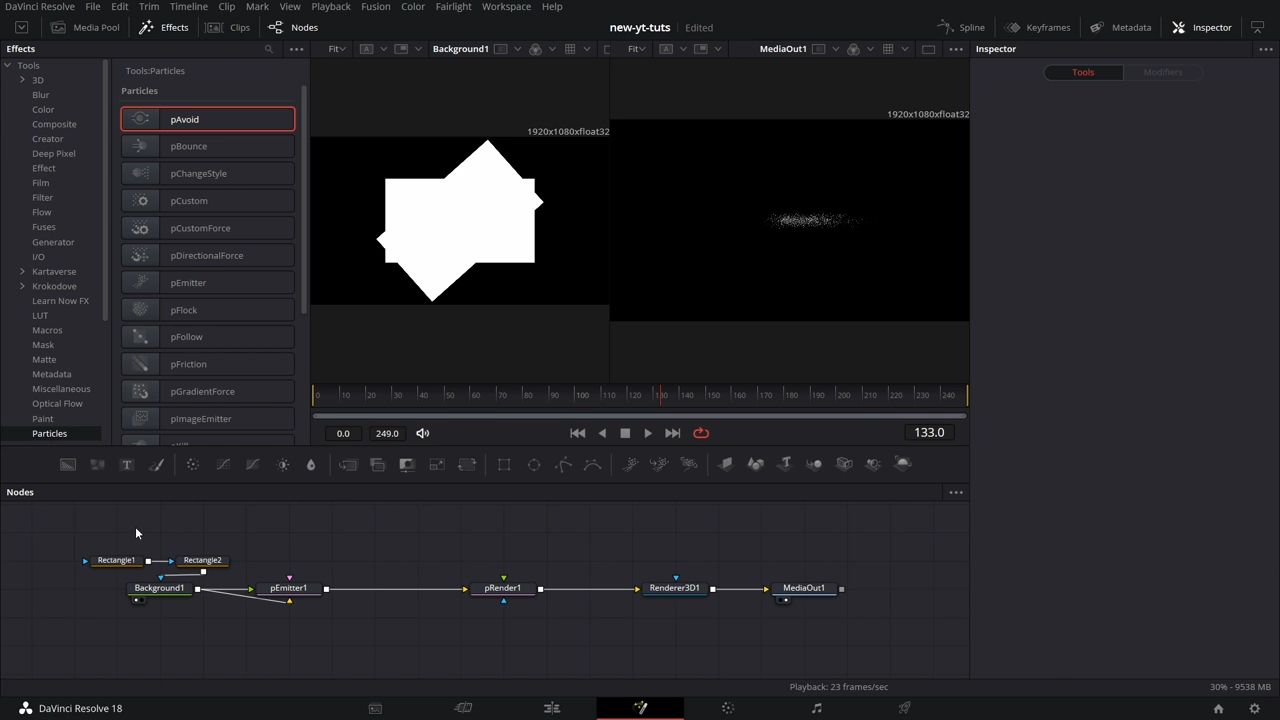 DaVinci Resolve File Edit Trim Timeline Clip Mark View Playback Fusion Color Fairlight Workspace Help
Media Pool Effects Clips Nodes new-yt-tuts Edited Spline Keyframes Metadata Inspector
Effects Fit Background1 Fit MediaOut1 Inspector
Tools Tools:Particles Tools Modifiers
3D
Blur Particles
Color
Composite pAvoid 1920x1080xfloat32
Creator 1920x1080xfloat32
Deep Pixel pBounce
Effect pChangeStyle
Film
Filter pCustom
Flow
Fuses pCustomForce
Generator
I/O pDirectionalForce
Kartaverse
Krokodove pEmitter
Learn Now FX
LUT pFlock
Macros pFollow
Mask
Matte pFriction
Metadata
Miscellaneous pGradientForce 0 10 20 30 40 50 60 70 80 90 100 110 120 130 140 150 160 170 180 190 200 210 220 230 240
Optical Flow
Paint pImageEmitter
Particles 0.0 249.0 133.0
Nodes
Rectangle1 Rectangle2
Background1 pEmitter1 pRender1 Renderer3D1 MediaOut1
Playback: 23 frames/sec 30% - 9538 MB
DaVinci Resolve 18